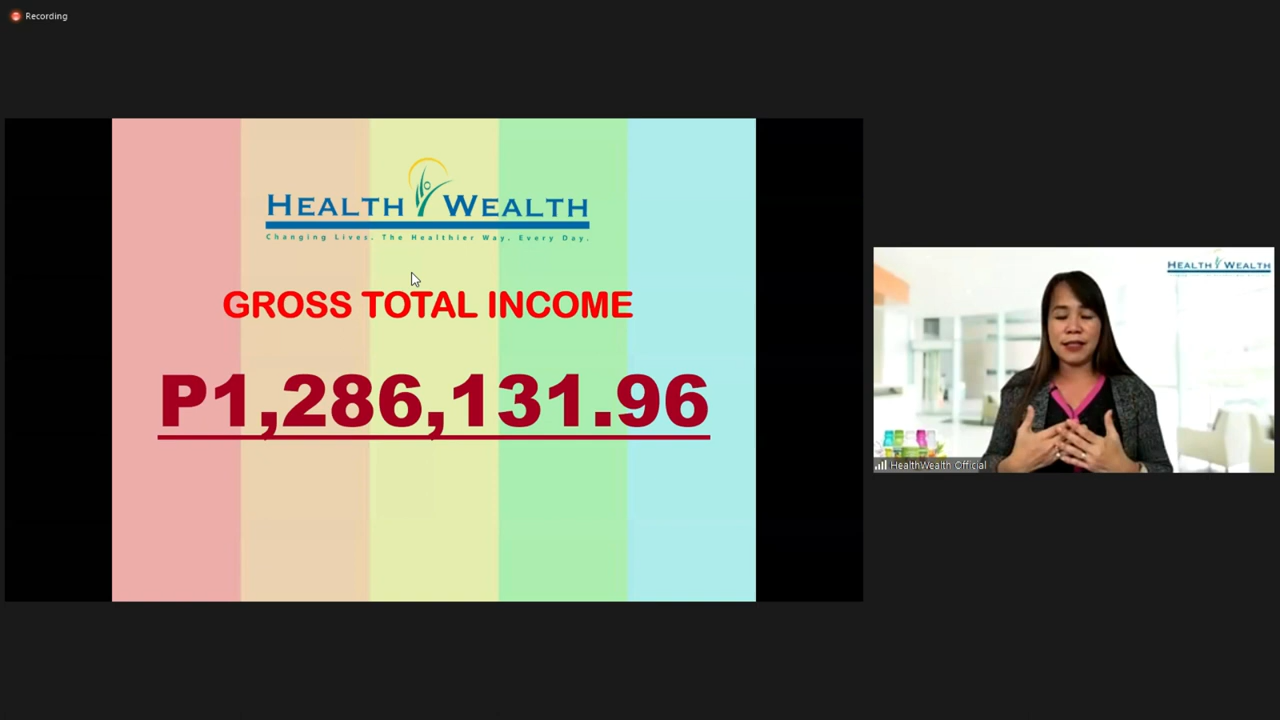 Recording
HEALTH WEALTH
Changing Lives. The Healthier Way. Every Day.
GROSS TOTAL INCOME
P1,286,131.96
HEALTH WEALTH
HealthWealth Official